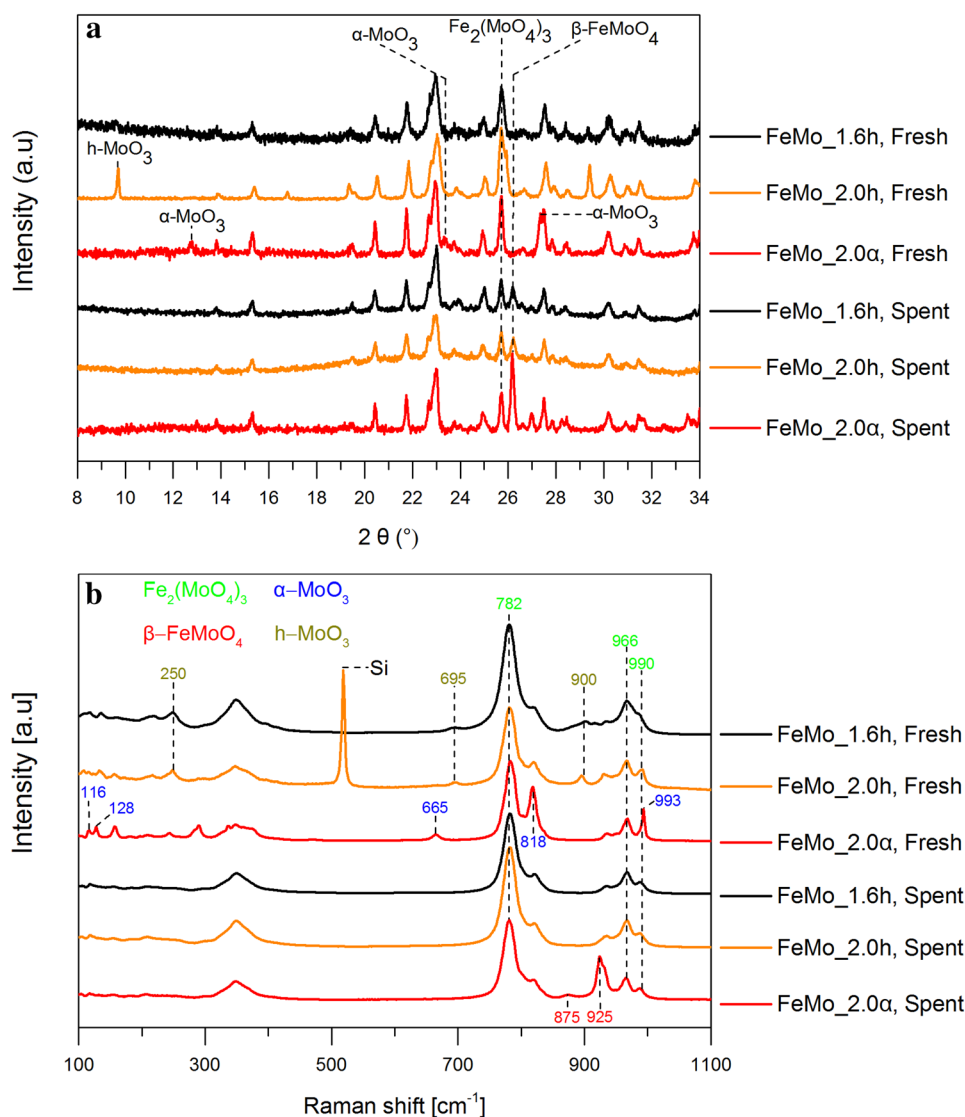 a
α-MoO3
Fe2(MoO4)3
β-FeMoO4
h-MoO3
α-MoO3
α-MoO3
FeMo_1.6h, Fresh
FeMo_2.0h, Fresh
FeMo_2.0α, Fresh
FeMo_1.6h, Spent
FeMo_2.0h, Spent
FeMo_2.0α, Spent
Intensity (a.u)
8 10 12 14 16 18 20 22 24 26 28 30 32 34
2 θ (°)
b
Fe2(MoO4)3 α–MoO3
β–FeMoO4 h–MoO3
782
966
990
Si
250
695
900
116
128
665
818
993
875
925
FeMo_1.6h, Fresh
FeMo_2.0h, Fresh
FeMo_2.0α, Fresh
FeMo_1.6h, Spent
FeMo_2.0h, Spent
FeMo_2.0α, Spent
Intensity [a.u]
100 300 500 700 900 1100
Raman shift [cm-1]